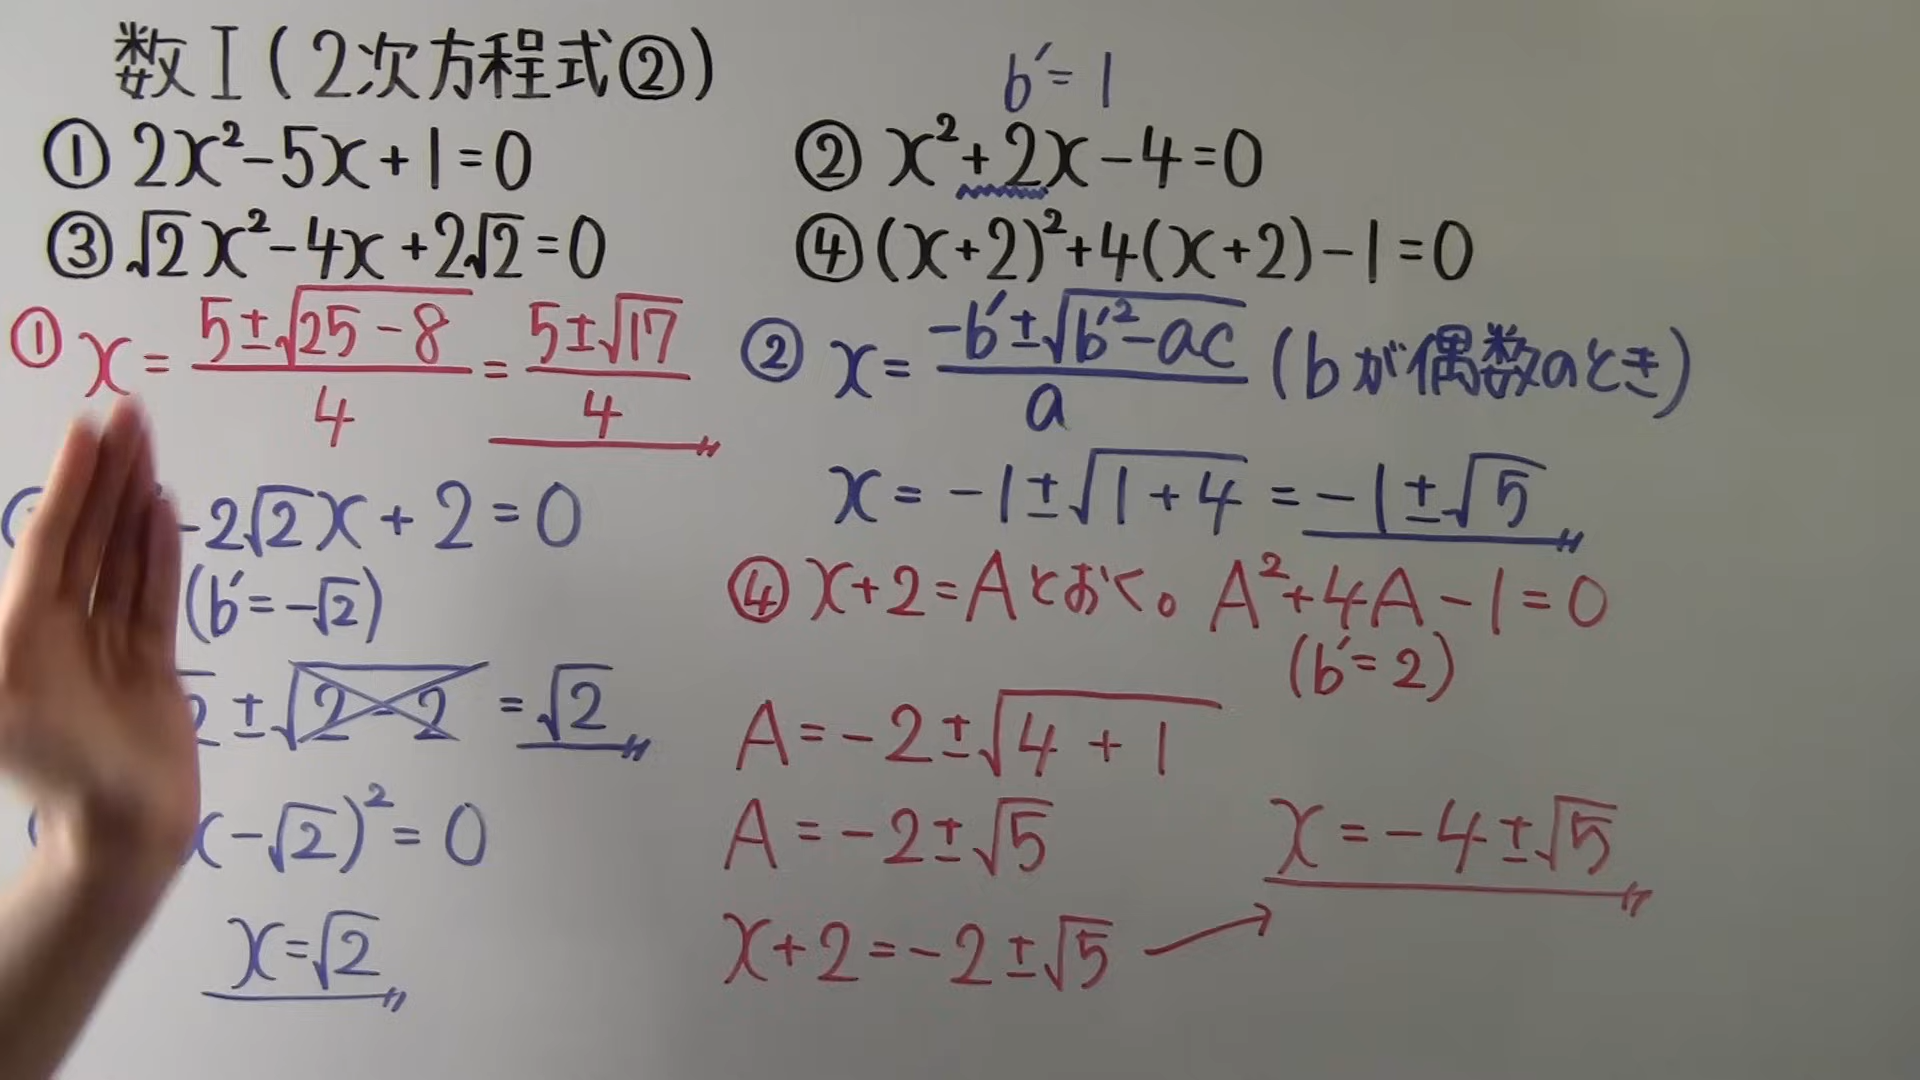 数I(2次方程式②)
① 2x²-5x+1=0
b'=1
② x²+2x-4=0
③ √2x²-4x+2√2=0
④ (x+2)²+4(x+2)-1=0
① x=(5±√(25-8))/4=(5±√17)/4
-2√2x+2=0
(b'=-√2)
2±√(2-2)=√2
x-√2)²=0
x=√2
② x=(-b'±√(b'²-ac))/a (bが偶数のとき)
x=-1±√(1+4)=-1±√5
④ x+2=Aとおく。A²+4A-1=0
(b'=2)
A=-2±√(4+1)
A=-2±√5
x+2=-2±√5→
x=-4±√5